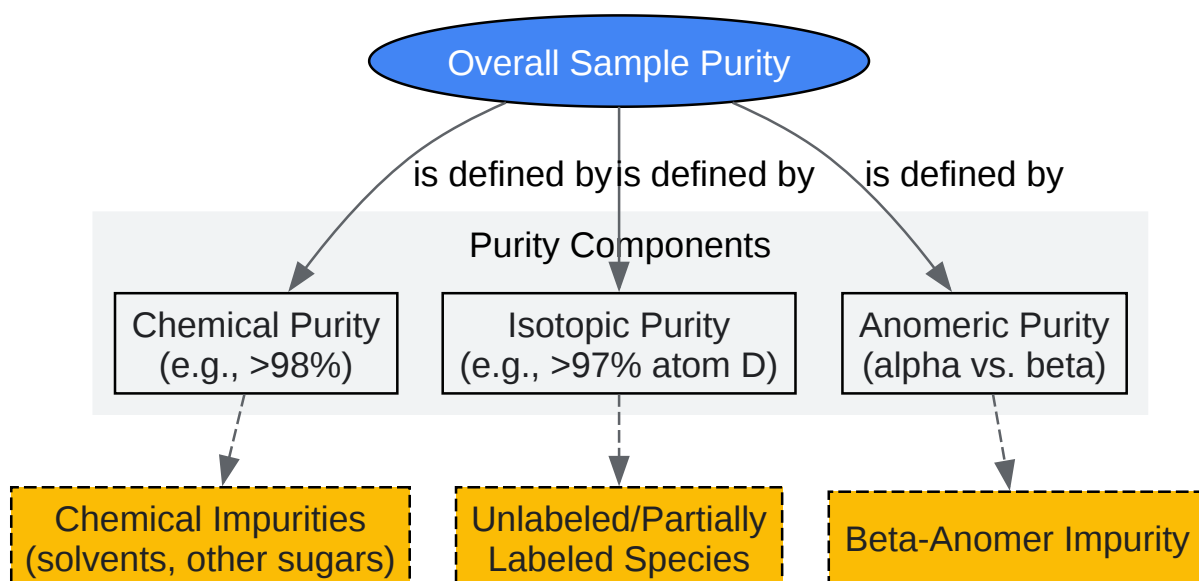 Overall Sample Purity
is defined by
is defined by
is defined by
Purity Components
Chemical Purity
(e.g., >98%)
Isotopic Purity
(e.g., >97% atom D)
Anomeric Purity
(alpha vs. beta)
Chemical Impurities
(solvents, other sugars)
Unlabeled/Partially
Labeled Species
Beta-Anomer Impurity